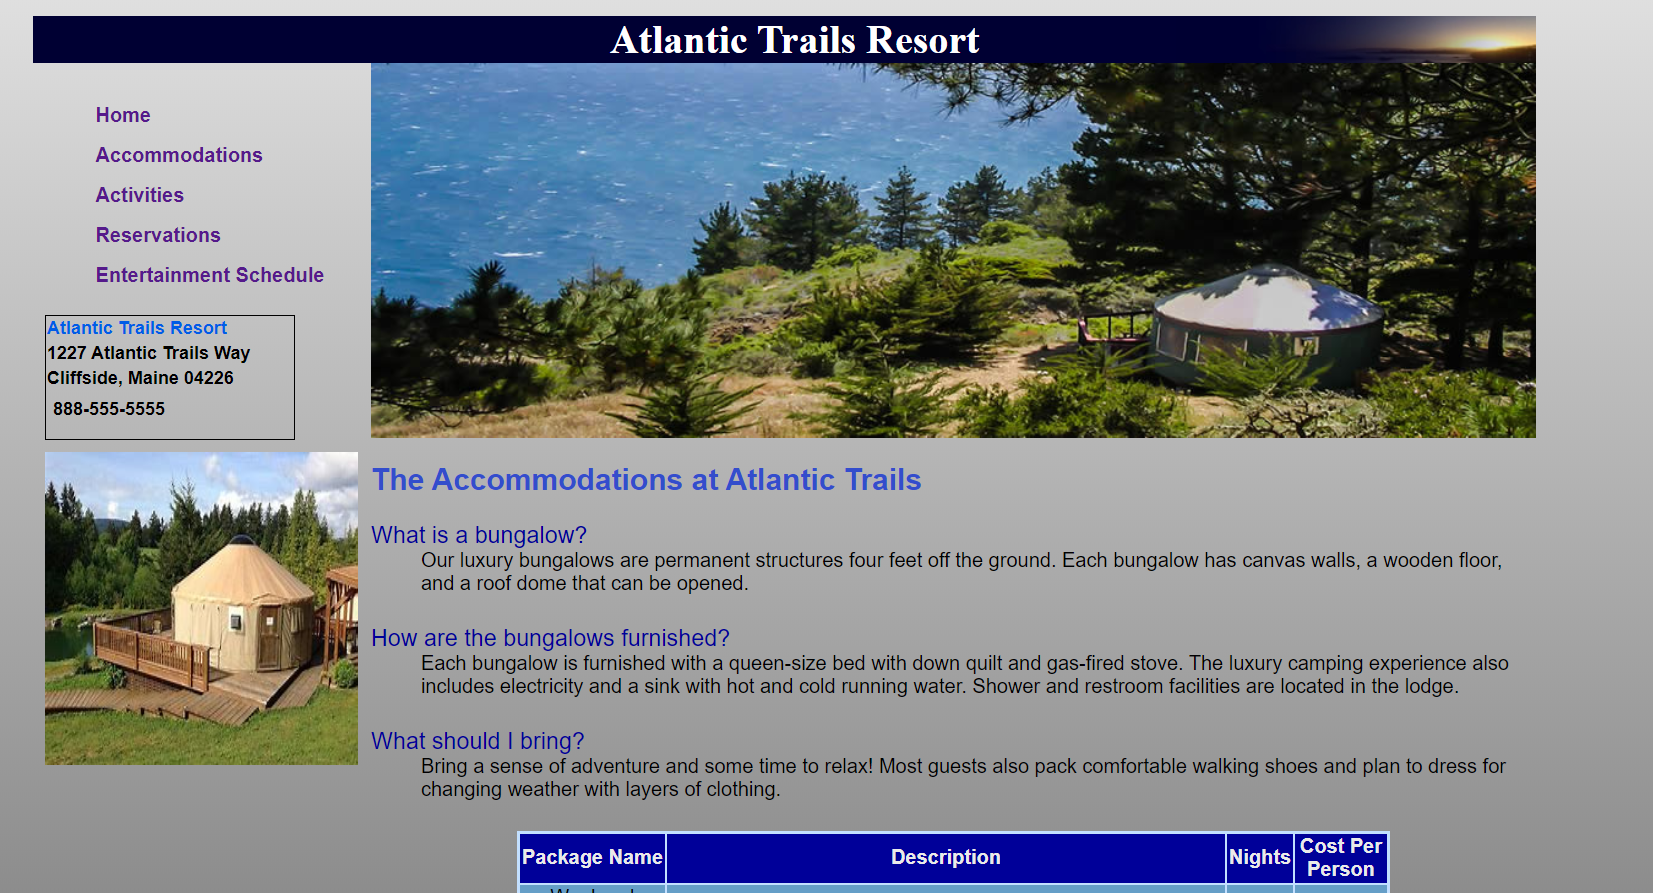 Atlantic Trails Resort
Home
Accommodations
Activities
Reservations
Entertainment Schedule
Atlantic Trails Resort
1227 Atlantic Trails Way
Cliffside, Maine 04226
888-555-5555
The Accommodations at Atlantic Trails
What is a bungalow?
Our luxury bungalows are permanent structures four feet off the ground. Each bungalow has canvas walls, a wooden floor,
and a roof dome that can be opened.
How are the bungalows furnished?
Each bungalow is furnished with a queen-size bed with down quilt and gas-fired stove. The luxury camping experience also
includes electricity and a sink with hot and cold running water. Shower and restroom facilities are located in the lodge.
What should I bring?
Bring a sense of adventure and some time to relax! Most guests also pack comfortable walking shoes and plan to dress for
changing weather with layers of clothing.
Package Name
Description
Nights
Cost Per
Person